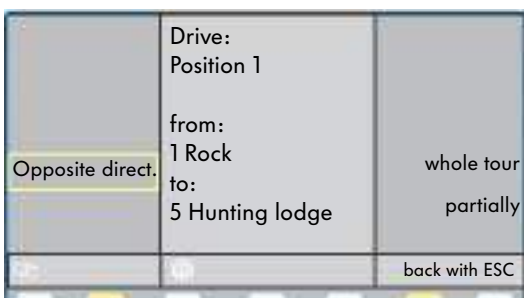 Drive:
Position 1
from:
1 Rock
Opposite direct.
to:
5 Hunting lodge
whole tour
partially
back with ESC